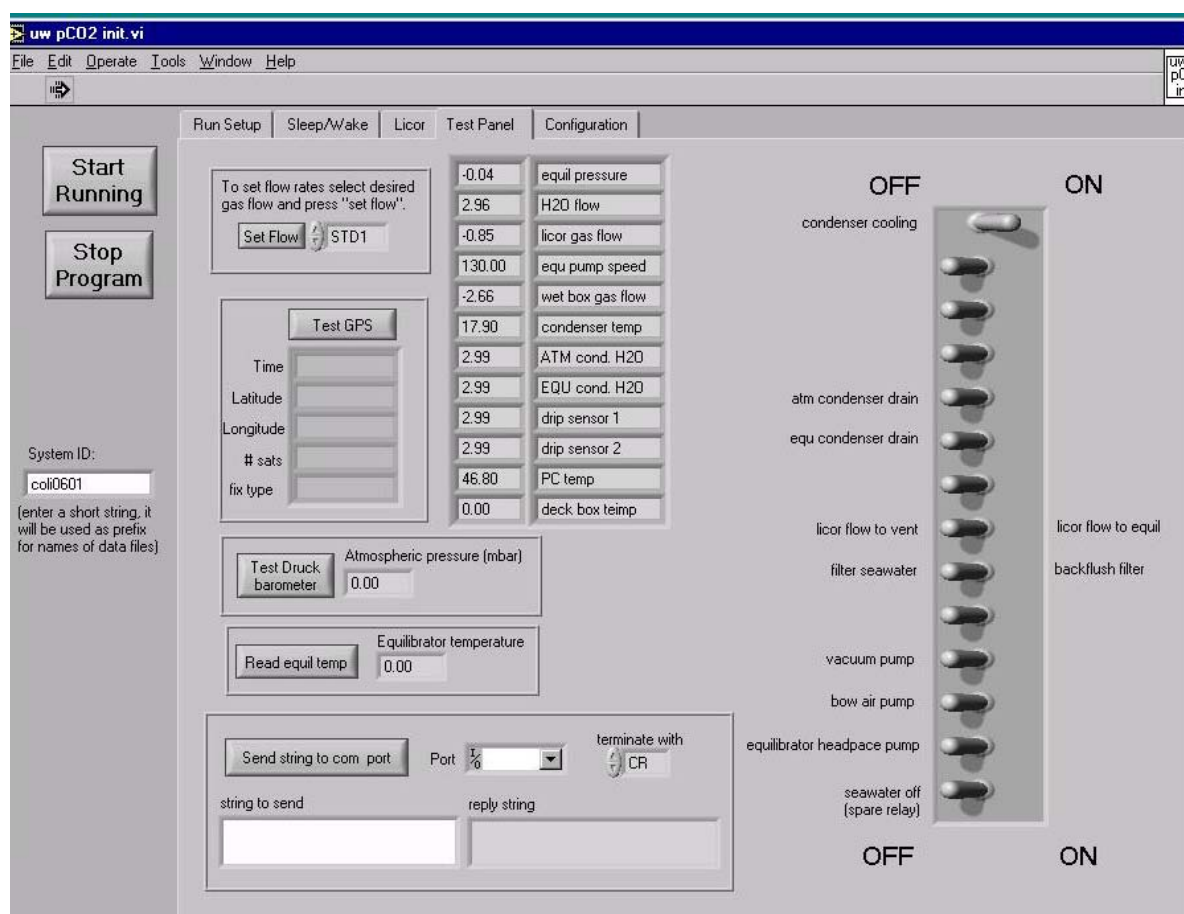 uw pCO2 init.vi
File Edit Operate Tools Window Help
uw
pC
in
Run Setup Sleep/Wake Licor Test Panel Configuration
Start
Running
Stop
Program
System ID:
coli0601
(enter a short string, it
will be used as prefix
for names of data files)
To set flow rates select desired
gas flow and press "set flow".
Set Flow STD1
Test GPS
Time
Latitude
Longitude
# sats
fix type
-0.04 equil pressure
2.96 H2O flow
-0.85 licor gas flow
130.00 equ pump speed
-2.66 wet box gas flow
17.90 condenser temp
2.99 ATM cond. H2O
2.99 EQU cond. H2O
2.99 drip sensor 1
2.99 drip sensor 2
46.80 PC temp
0.00 deck box teimp
Test Druck
barometer
Atmospheric pressure (mbar)
0.00
Read equil temp
Equilibrator temperature
0.00
Send string to com port
Port I/O
terminate with
CR
string to send
reply string
OFF ON
condenser cooling
atm condenser drain
equ condenser drain
licor flow to vent licor flow to equil
filter seawater backflush filter
vacuum pump
bow air pump
equilibrator headpace pump
seawater off
(spare relay)
OFF ON